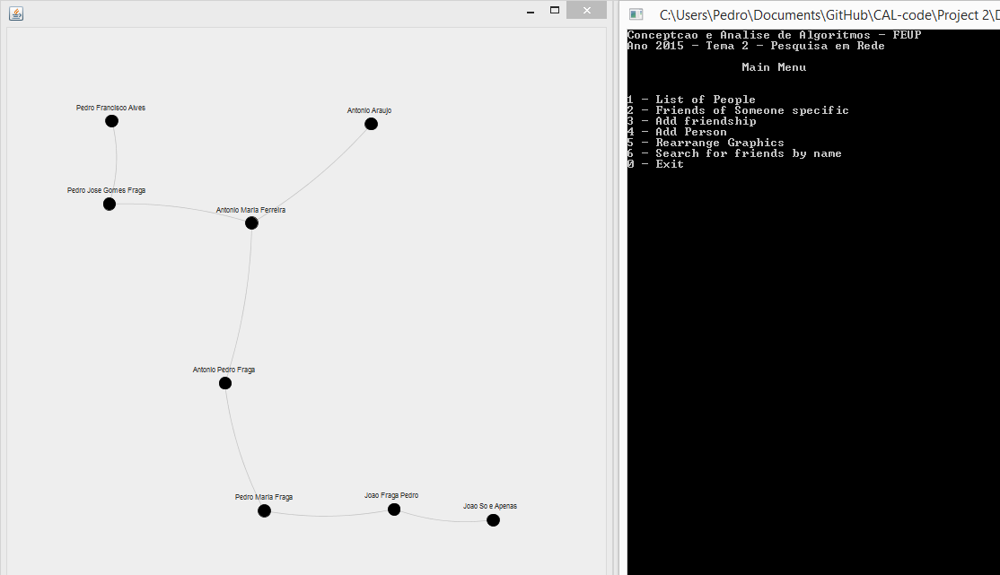 Pedro Francisco Alves
Antonio Araujo
Pedro Jose Gomes Fraga
Antonio Maria Ferreira
Antonio Pedro Fraga
Pedro Maria Fraga
Joao Fraga Pedro
Joao So e Apenas
C:\Users\Pedro\Documents\GitHub\CAL-code\Project 2\D
Conceptcao e Analise de Algoritmos - FEUP
Ano 2015 - Tema 2 - Pesquisa em Rede
Main Menu
1 - List of People
2 - Friends of Someone specific
3 - Add friendship
4 - Add Person
5 - Rearrange Graphics
6 - Search for friends by name
0 - Exit